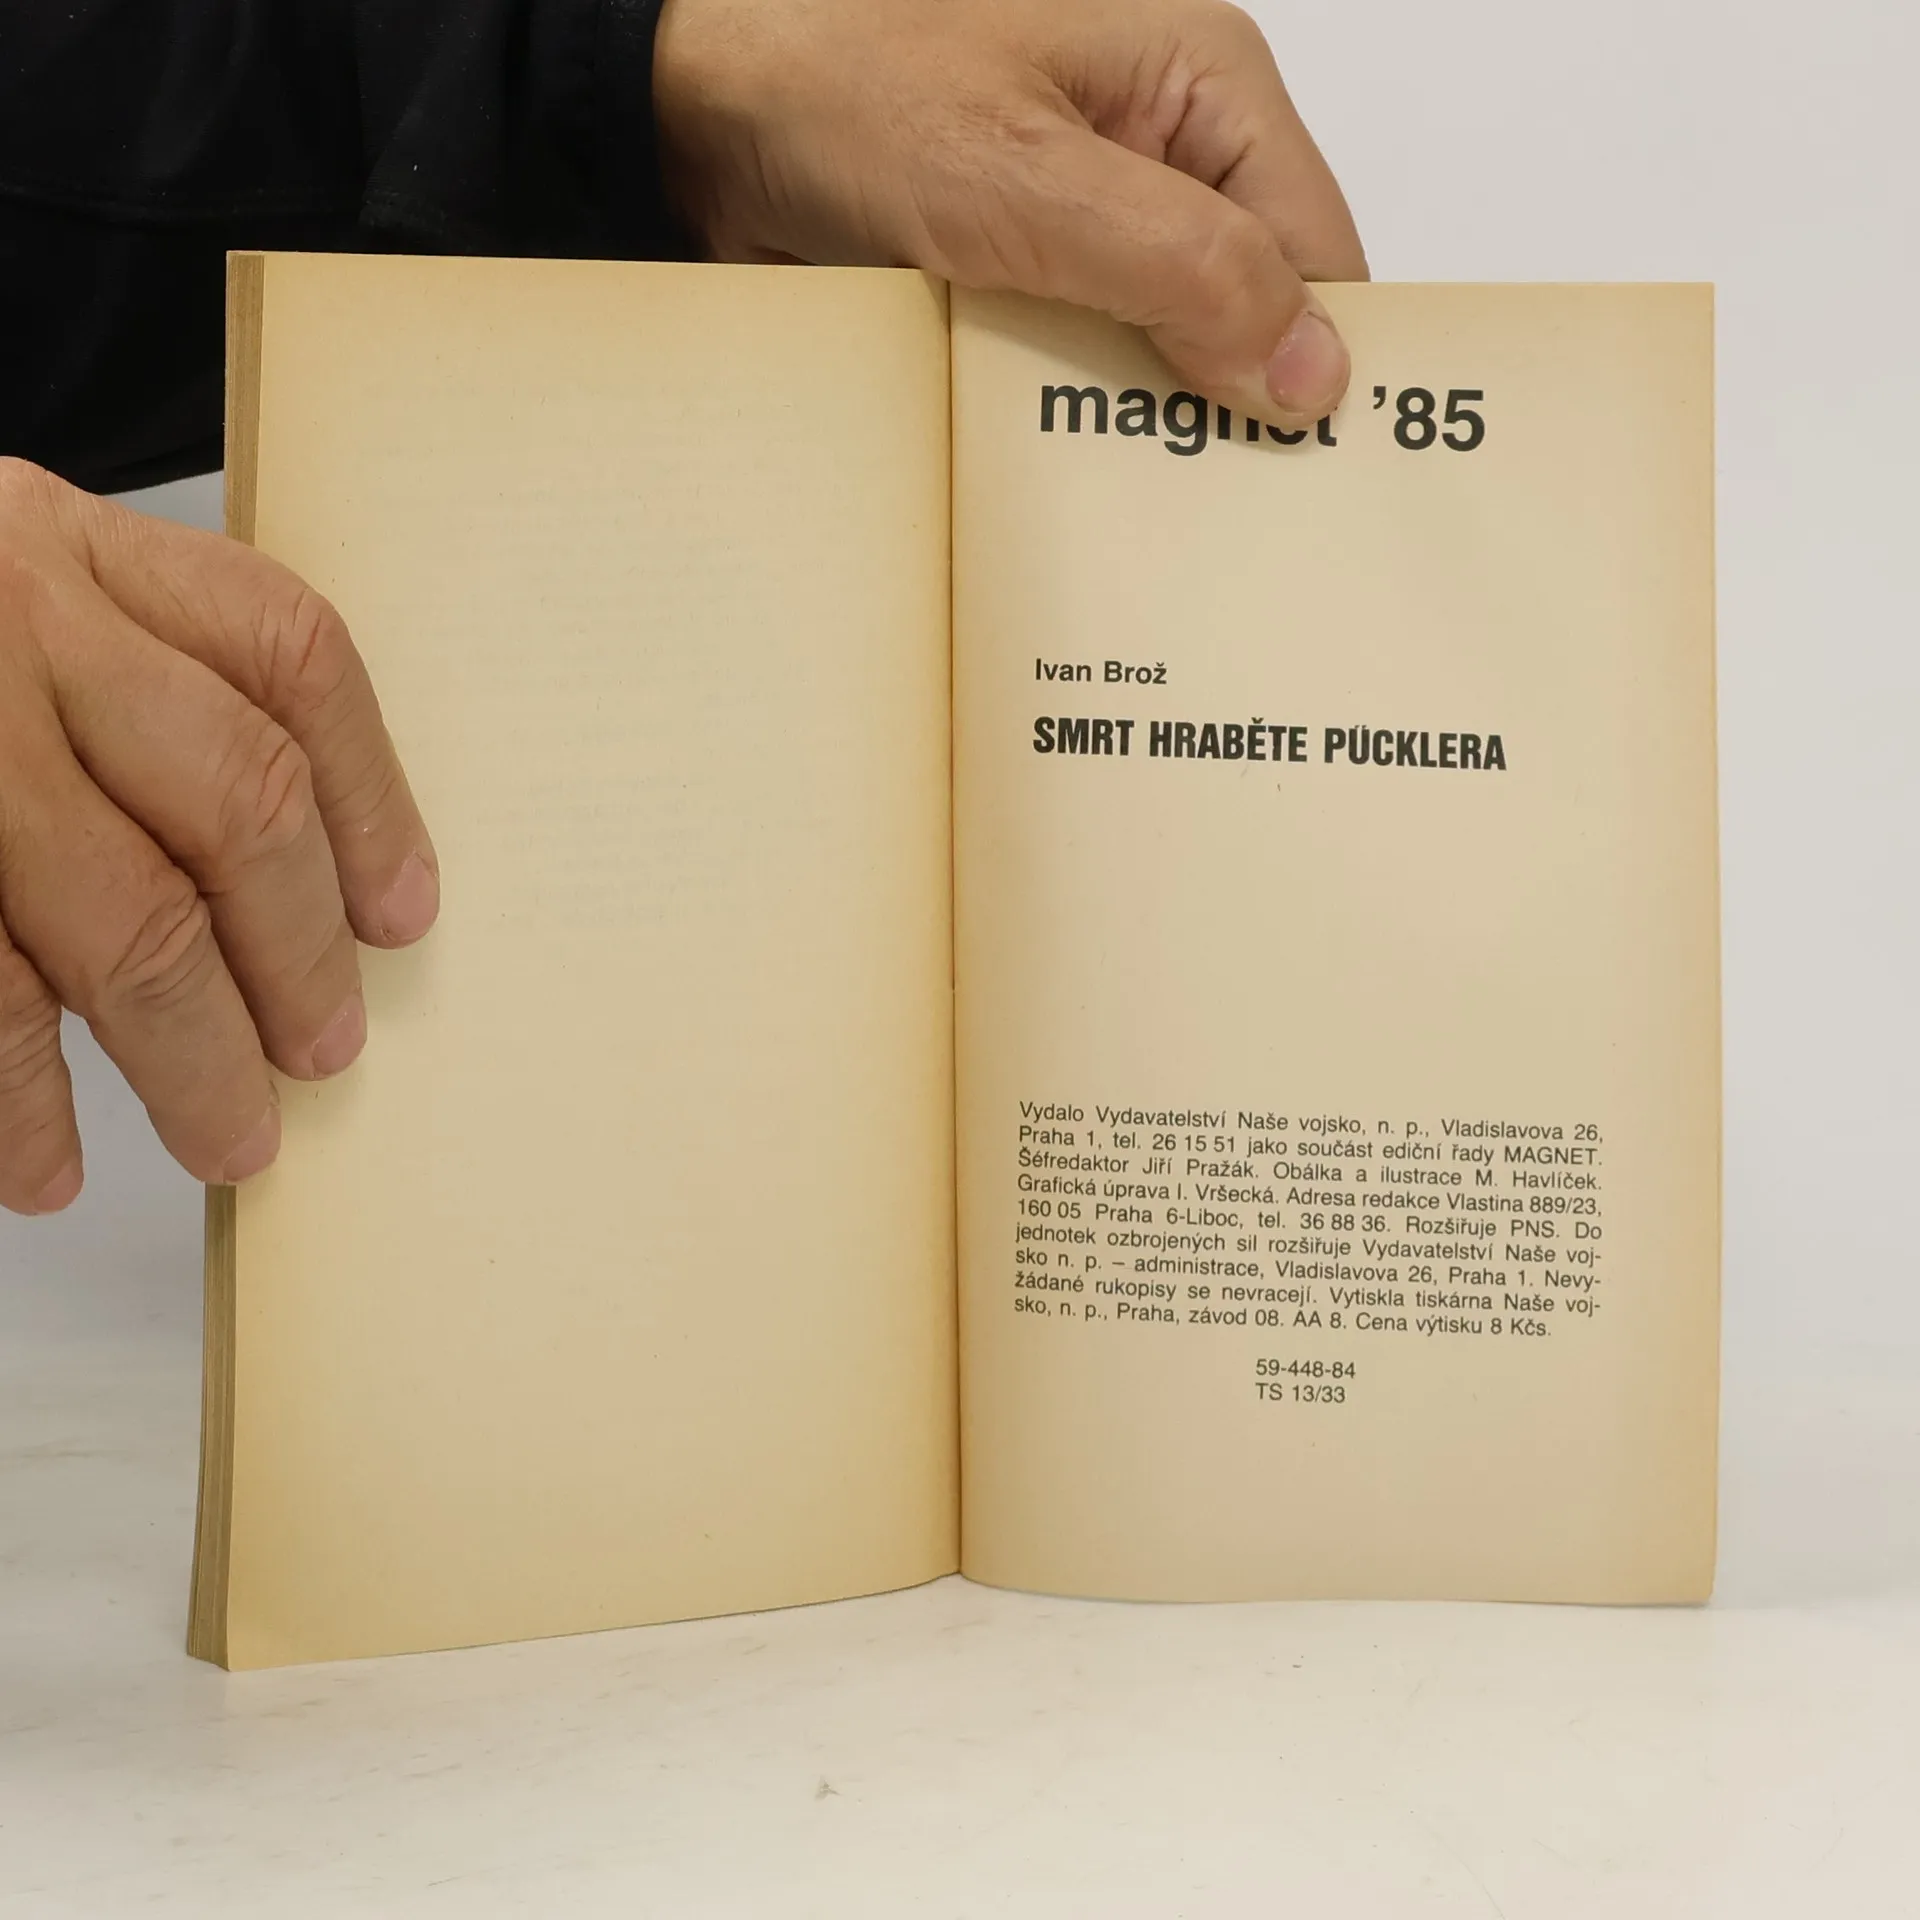 magnet ’85
Ivan Brož
SMRT HRABĚTE PÜCKLERA
Vydalo Vydavatelství Naše vojsko, n. p., Vladislavova 26,
Praha 1, tel. 26 15 51 jako součást ediční řady MAGNET.
Šéfredaktor Jiří Pražák. Obálka a ilustrace M. Havlíček.
Grafická úprava I. Vršecká. Adresa redakce Vlastina 889/23,
160 05 Praha 6-Liboc, tel. 36 88 36. Rozšiřuje PNS. Do
jednotek ozbrojených sil rozšiřuje Vydavatelství Naše voj-
sko n. p. – administrace, Vladislavova 26, Praha 1. Nevy-
žádané rukopisy se nevracejí. Vytiskla tiskárna Naše voj-
sko, n. p., Praha, závod 08. AA 8. Cena výtisku 8 Kčs.
59-448-84
TS 13/33